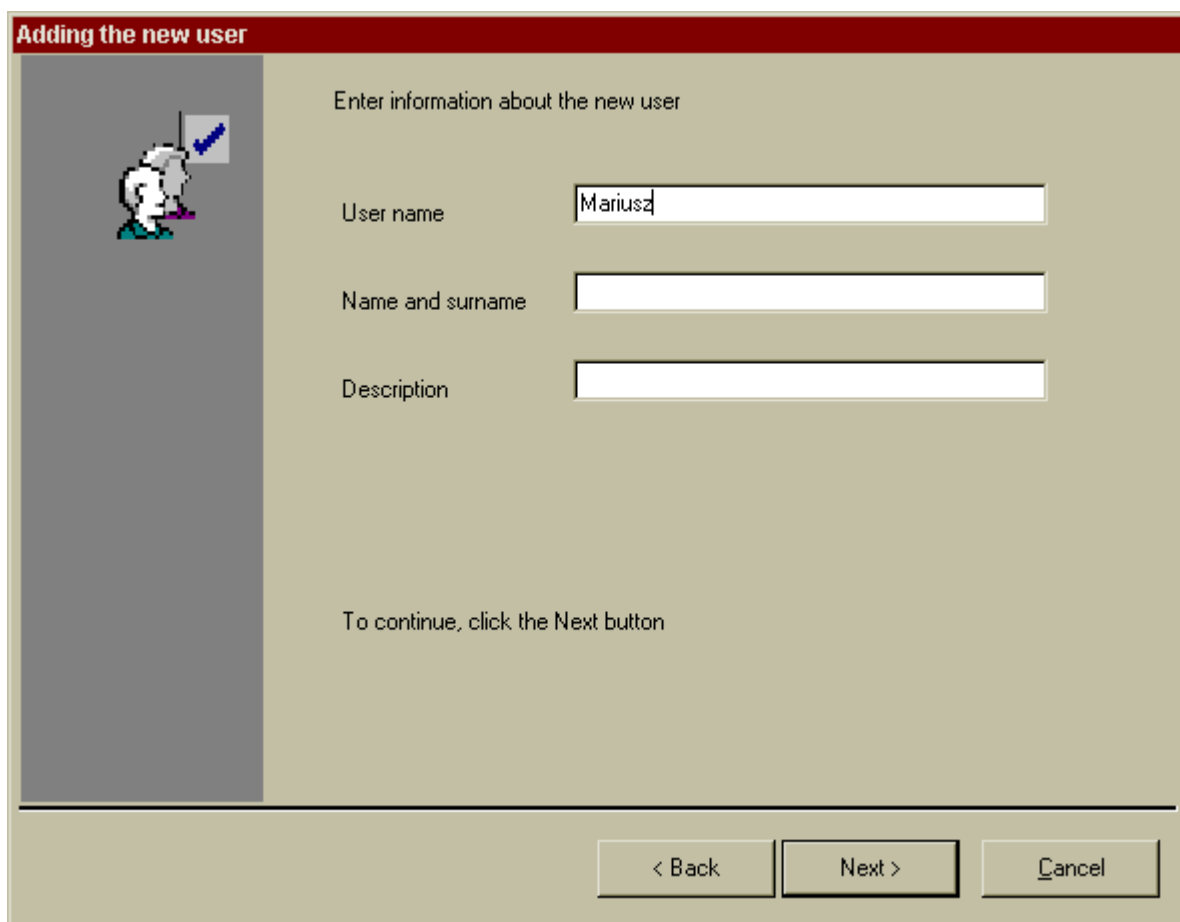 Adding the new user
Enter information about the new user
User name
Mariusz
Name and surname
Description
To continue, click the Next button
< Back
Next >
Cancel